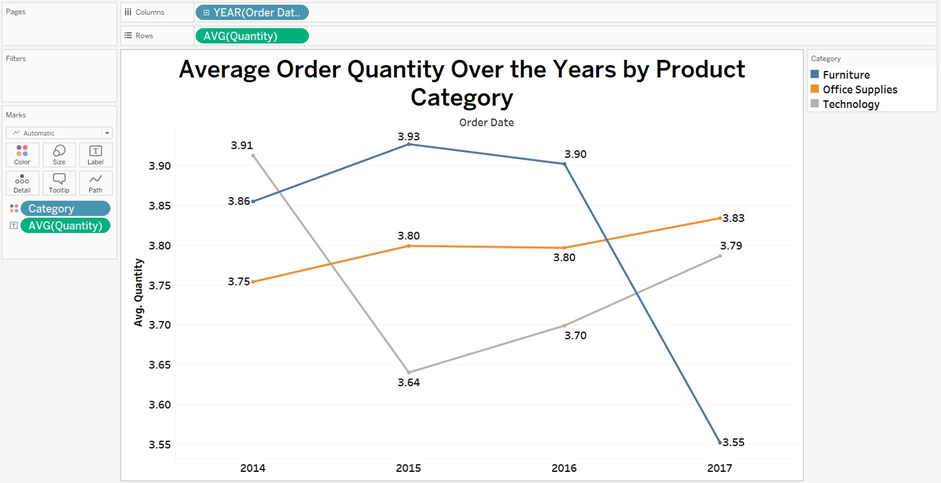 Pages
Columns
YEAR(Order Dat..
Rows
AVG(Quantity)
Filters
Marks
Automatic
Color
Size
Label
Detail
Tooltip
Path
Category
AVG(Quantity)
Average Order Quantity Over the Years by Product
Category
Order Date
Avg. Quantity
3.90
3.85
3.80
3.75
3.70
3.65
3.60
3.55
3.91
3.86
3.75
3.93
3.80
3.64
3.90
3.80
3.70
3.83
3.79
3.55
2014
2015
2016
2017
Category
Furniture
Office Supplies
Technology